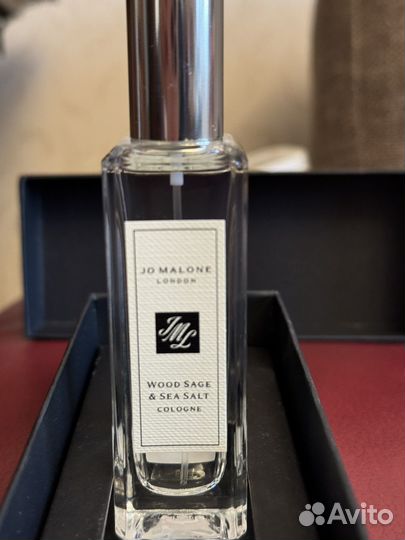 JO MALONE
LONDON
JML
WOOD SAGE
& SEA SALT
COLOGNE
Avito